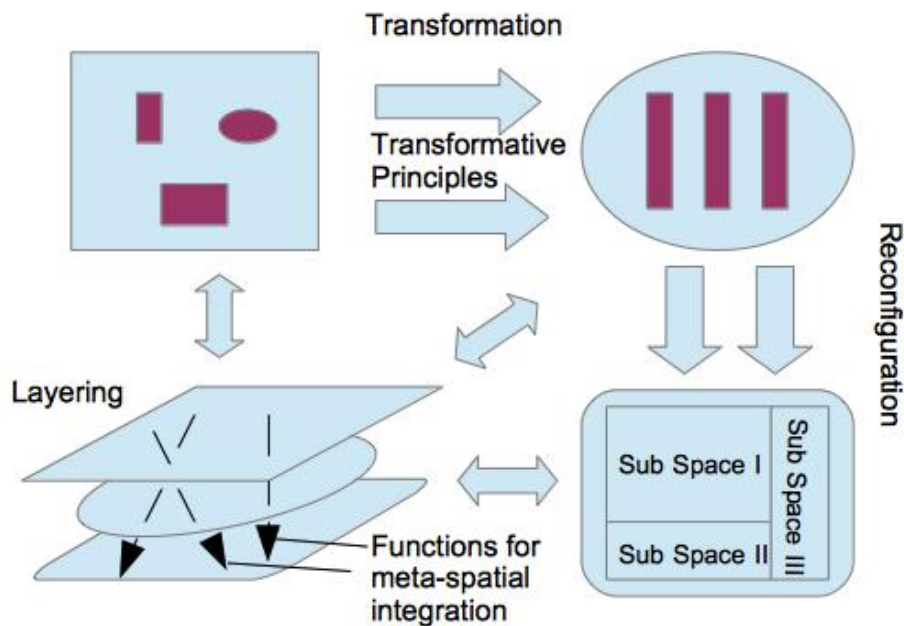 Transformation
Transformative
Principles
Reconfiguration
Layering
Sub Space I
Sub Space II
Sub Space III
Functions for
meta-spatial
integration